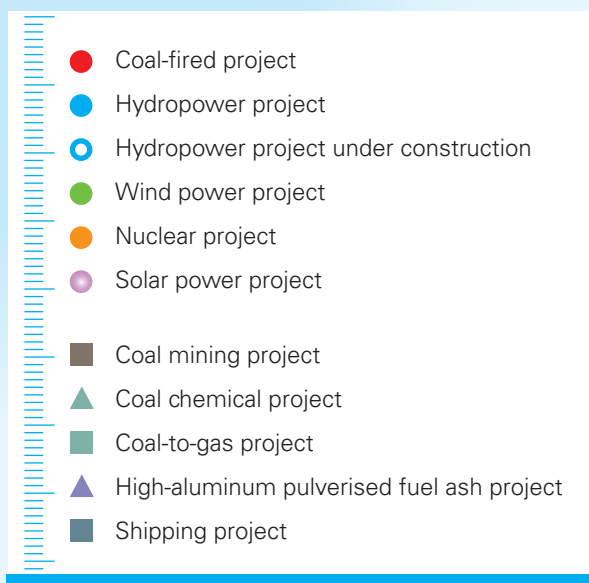 Coal-fired project
Hydropower project
Hydropower project under construction
Wind power project
Nuclear project
Solar power project
Coal mining project
Coal chemical project
Coal-to-gas project
High-aluminum pulverised fuel ash project
Shipping project